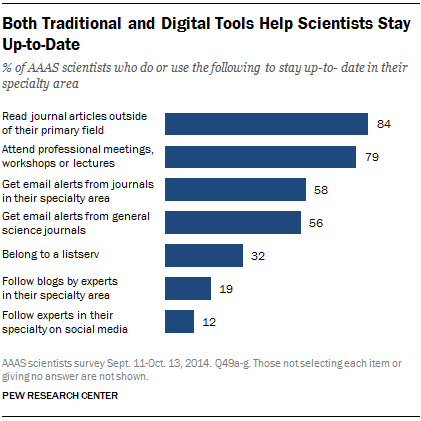 Both Traditional and Digital Tools Help Scientists Stay
Up-to-Date
% of AAAS scientists who do or use the following to stay up-to- date in their
specialty area
Read journal articles outside
of their primary field
84
Attend professional meetings,
workshops or lectures
79
Get email alerts from journals
in their specialty area
58
Get email alerts from general
science journals
56
Belong to a listserv
32
Follow blogs by experts
in their specialty area
19
Follow experts in their
specialty on social media
12
AAAS scientists survey Sept. 11-Oct. 13, 2014. Q49a-g. Those not selecting each item or
giving no answer are not shown.
PEW RESEARCH CENTER